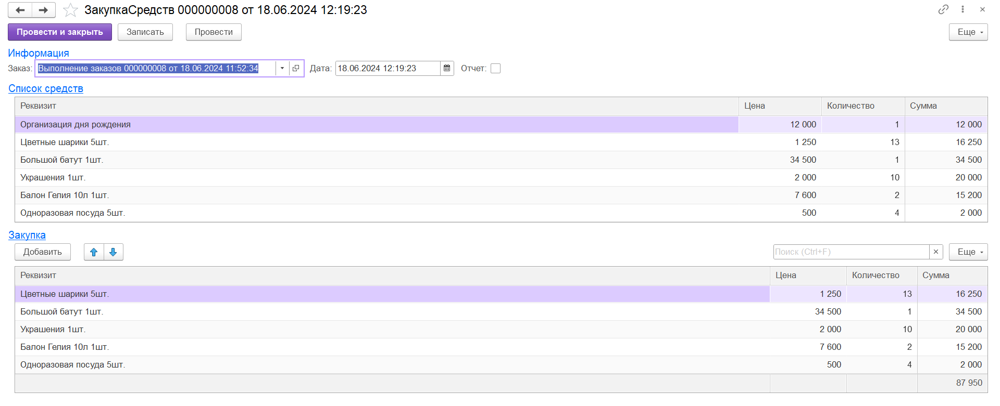 ЗакупкаСредств 000000008 от 18.06.2024 12:19:23
Провести и закрыть Записать Провести Еще
Информация
Заказ: Выполнение заказов 000000008 от 18.06.2024 11:52:34 Дата: 18.06.2024 12:19:23 Отчет:
Список средств
Реквизит Цена Количество Сумма
Организация дня рождения 12 000 1 12 000
Цветные шарики 5шт. 1 250 13 16 250
Большой батут 1шт. 34 500 1 34 500
Украшения 1шт. 2 000 10 20 000
Балон Гелия 10л 1шт. 7 600 2 15 200
Одноразовая посуда 5шт. 500 4 2 000
Закупка
Добавить Поиск (Ctrl+F) Еще
Реквизит Цена Количество Сумма
Цветные шарики 5шт. 1 250 13 16 250
Большой батут 1шт. 34 500 1 34 500
Украшения 1шт. 2 000 10 20 000
Балон Гелия 10л 1шт. 7 600 2 15 200
Одноразовая посуда 5шт. 500 4 2 000
87 950